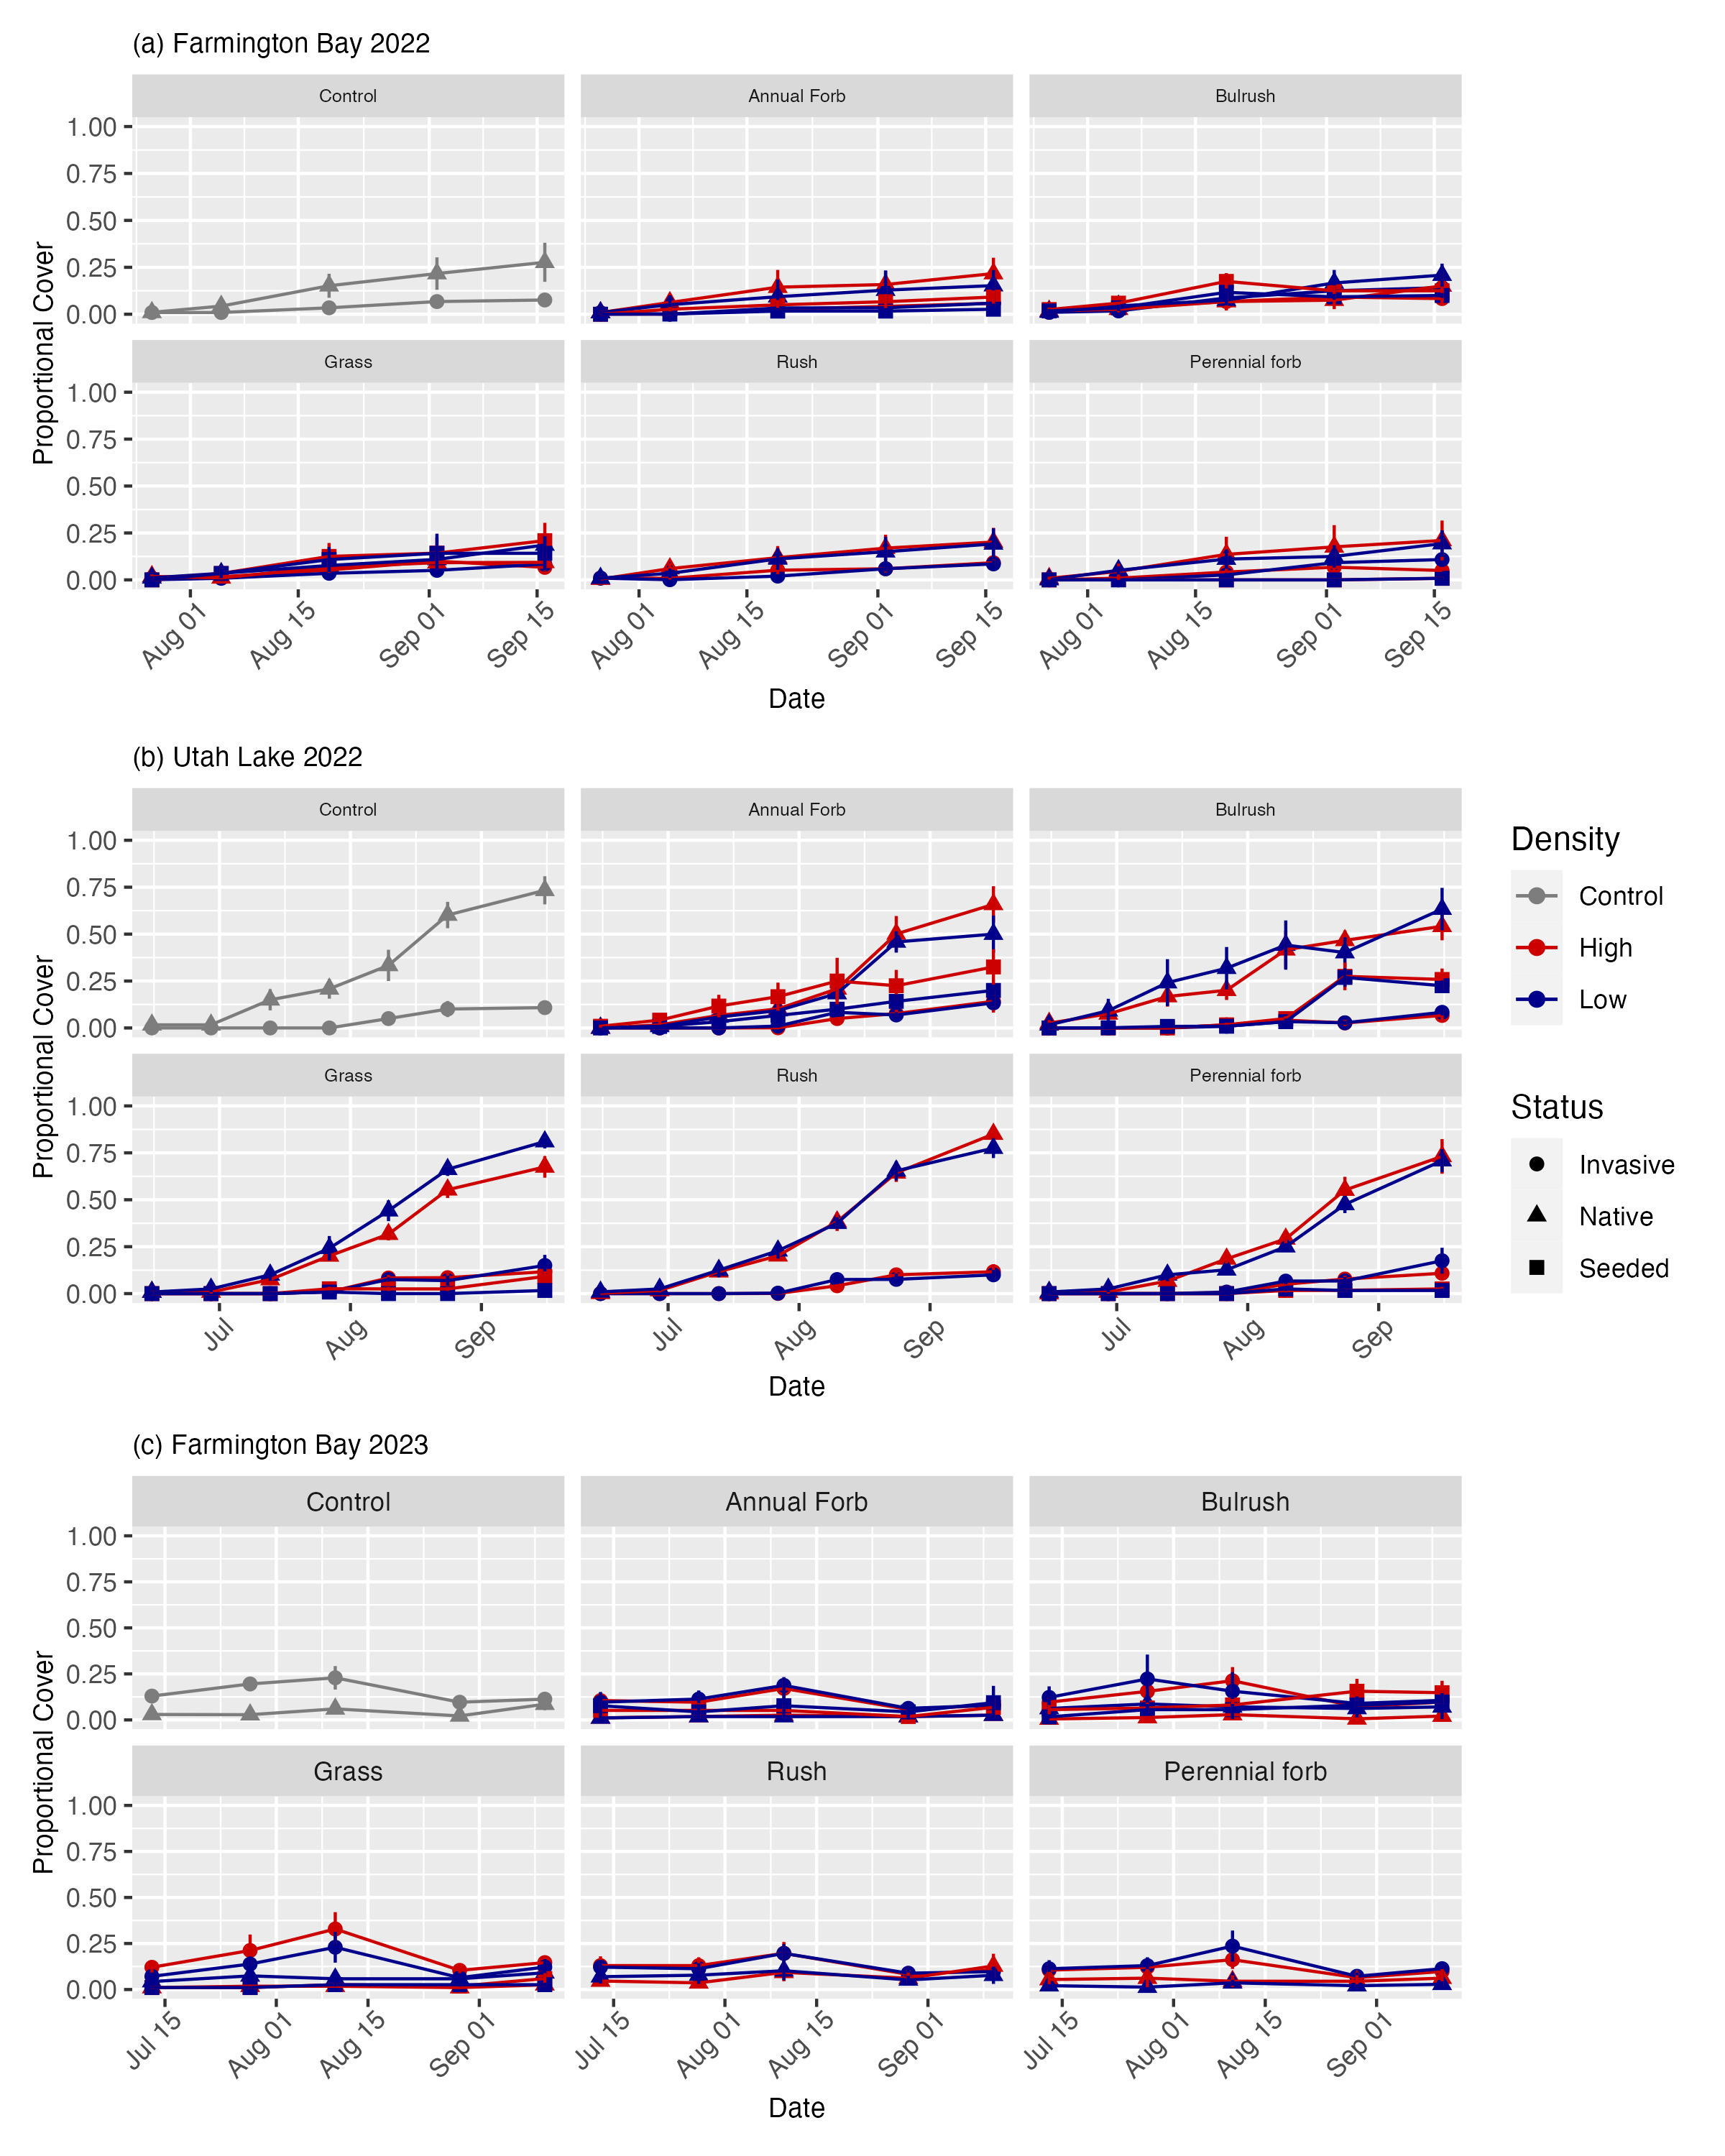 (a) Farmington Bay 2022
Control Annual Forb Bulrush
1.00
0.75
0.50
0.25
0.00
Grass Rush Perennial forb
1.00
0.75
0.50
0.25
0.00
Proportional Cover
Aug 01 Aug 15 Sep 01 Sep 15 Aug 01 Aug 15 Sep 01 Sep 15 Aug 01 Aug 15 Sep 01 Sep 15
Date
(b) Utah Lake 2022
Control Annual Forb Bulrush
1.00
0.75
0.50
0.25
0.00
Grass Rush Perennial forb
1.00
0.75
0.50
0.25
0.00
Proportional Cover
Jul Aug Sep Jul Aug Sep Jul Aug Sep
Date
Density
Control
High
Low
Status
Invasive
Native
Seeded
(c) Farmington Bay 2023
Control Annual Forb Bulrush
1.00
0.75
0.50
0.25
0.00
Grass Rush Perennial forb
1.00
0.75
0.50
0.25
0.00
Proportional Cover
Jul 15 Aug 01 Aug 15 Sep 01 Jul 15 Aug 01 Aug 15 Sep 01 Jul 15 Aug 01 Aug 15 Sep 01
Date